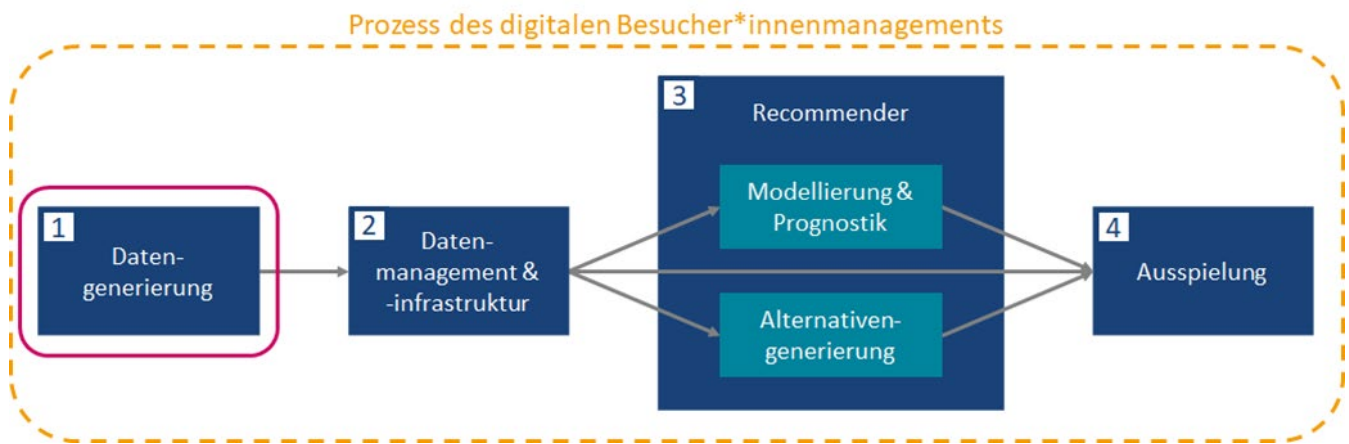 Prozess des digitalen Besucher*innenmanagements
1
Daten-
generierung
2
Daten-
management &
-infrastruktur
3
Recommender
Modellierung &
Prognostik
Alternativen-
generierung
4
Ausspielung